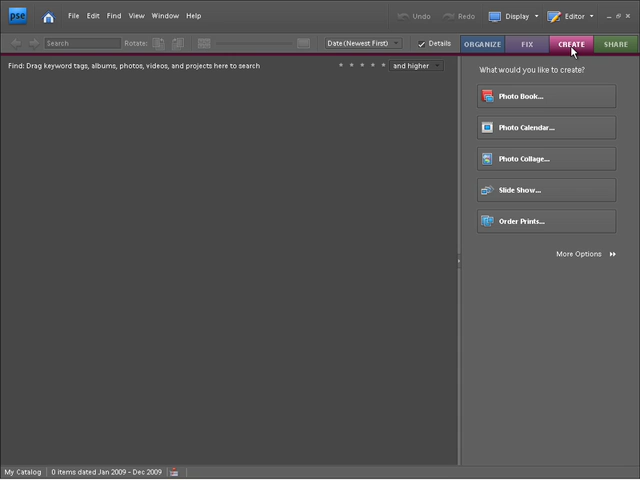 pse File Edit Find View Window Help Undo Redo Display Editor
Search Rotate: Date (Newest First) Details ORGANIZE FIX CREATE SHARE
Find: Drag keyword tags, albums, photos, videos, and projects here to search and higher
What would you like to create?
Photo Book...
Photo Calendar...
Photo Collage...
Slide Show...
Order Prints...
More Options
My Catalog 0 items dated Jan 2009 - Dec 2009